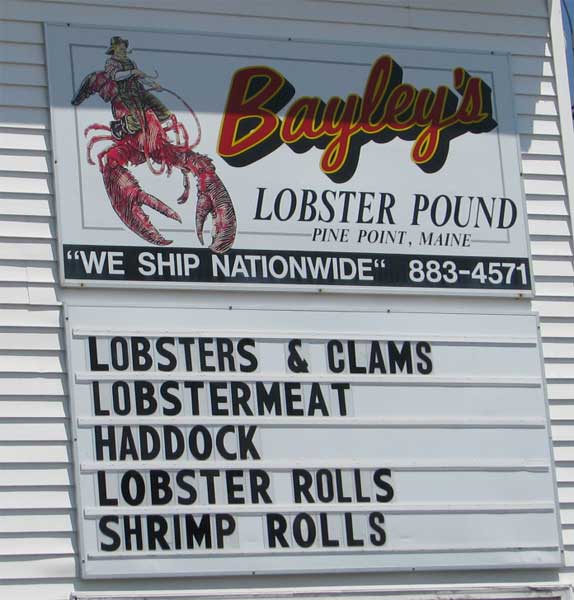 Bayley's
LOBSTER POUND
PINE POINT, MAINE
"WE SHIP NATIONWIDE" 883-4571
LOBSTERS & CLAMS
LOBSTERMEAT
HADDOCK
LOBSTER ROLLS
SHRIMP ROLLS